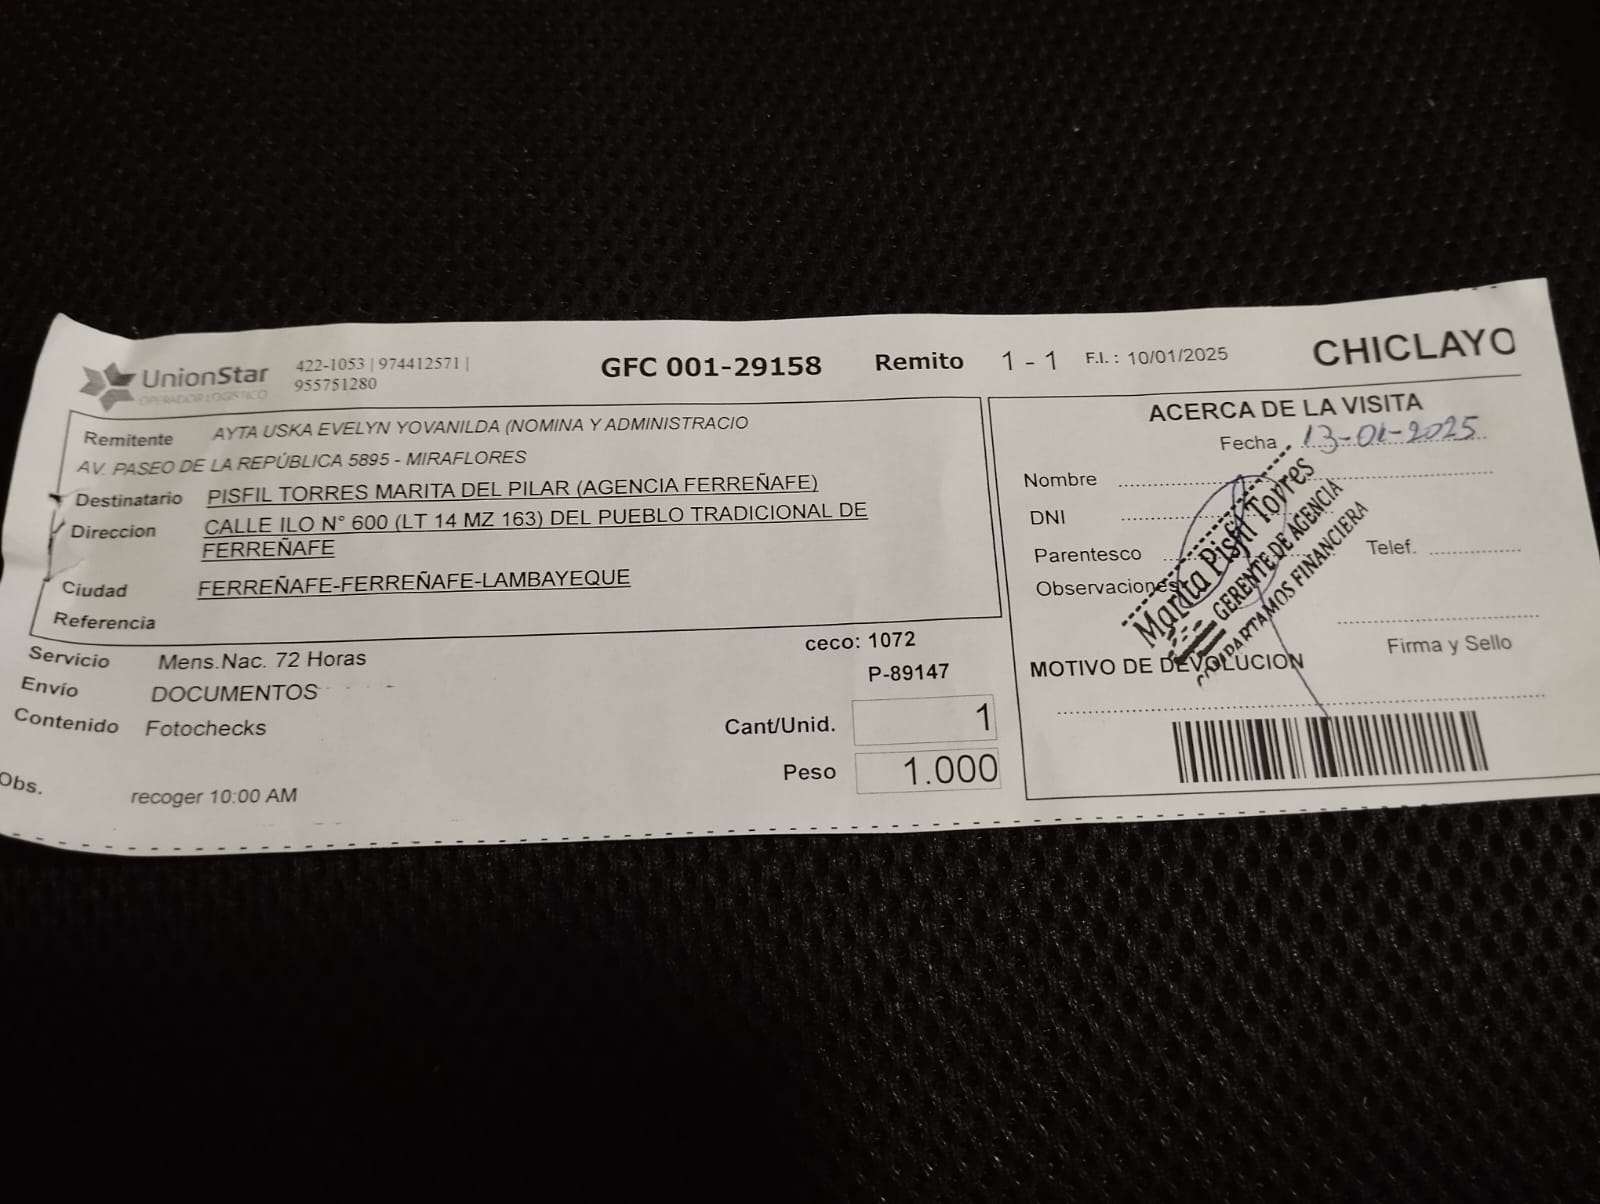 UnionStar
OPERADOR LOGISTICO
422-1053 | 974412571 |
955751280
GFC 001-29158
Remito 1 - 1
F.I. : 10/01/2025
CHICLAYO
Remitente AYTA USKA EVELYN YOVANILDA (NOMINA Y ADMINISTRACIO
AV. PASEO DE LA REPÚBLICA 5895 - MIRAFLORES
Destinatario PISFIL TORRES MARITA DEL PILAR (AGENCIA FERREÑAFE)
Direccion CALLE ILO N° 600 (LT 14 MZ 163) DEL PUEBLO TRADICIONAL DE
FERREÑAFE
Ciudad FERREÑAFE-FERREÑAFE-LAMBAYEQUE
Referencia
Servicio Mens.Nac. 72 Horas
Envío DOCUMENTOS
Contenido Fotochecks
Obs. recoger 10:00 AM
ceco: 1072
P-89147
Cant/Unid. 1
Peso 1.000
ACERCA DE LA VISITA
Fecha 13-01-2025
Nombre
DNI
Parentesco
Telef.
Observaciones
Marita Pisfil Torres
GERENTE DE AGENCIA
COMPARTAMOS FINANCIERA
Firma y Sello
MOTIVO DE DEVOLUCION